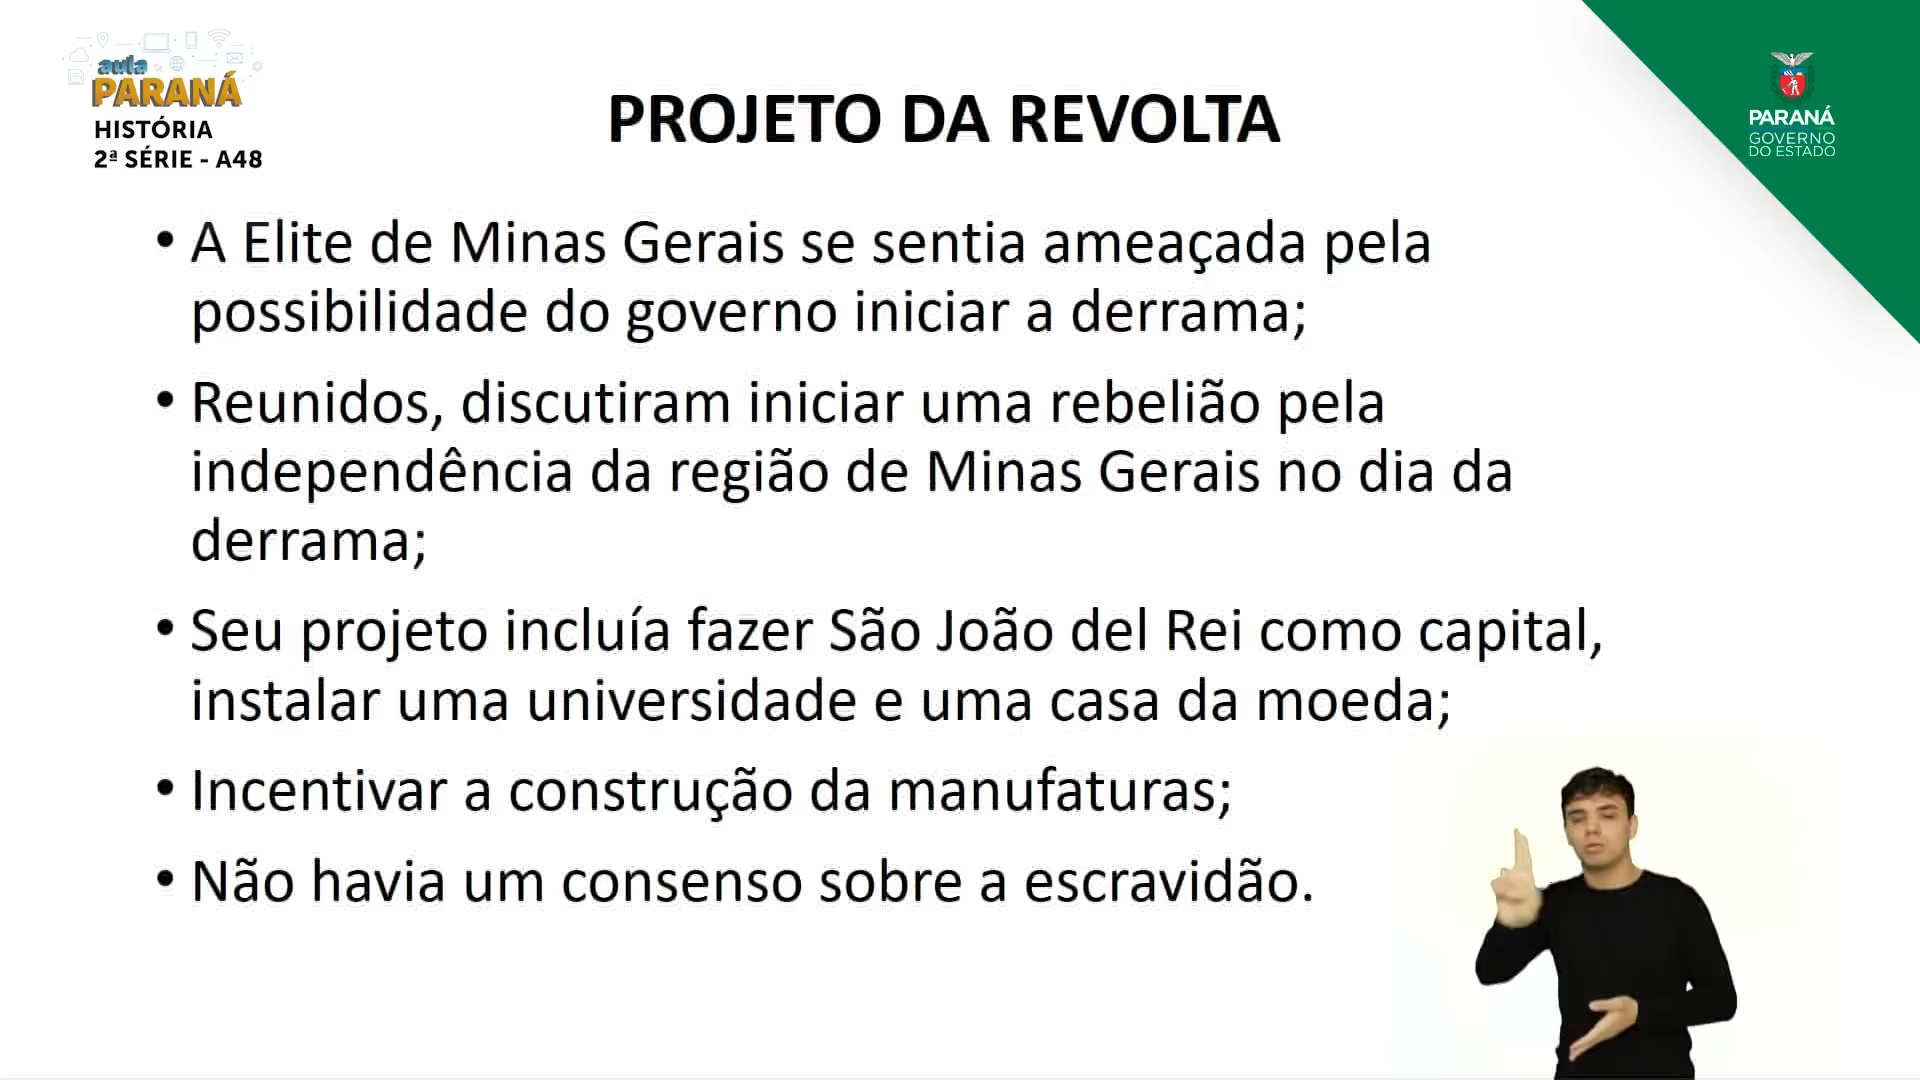 aula
PARANÁ
HISTÓRIA
2ª SÉRIE - A48
PROJETO DA REVOLTA
PARANÁ
GOVERNO
DO ESTADO
• A Elite de Minas Gerais se sentia ameaçada pela
possibilidade do governo iniciar a derrama;
• Reunidos, discutiram iniciar uma rebelião pela
independência da região de Minas Gerais no dia da
derrama;
• Seu projeto incluía fazer São João del Rei como capital,
instalar uma universidade e uma casa da moeda;
• Incentivar a construção da manufaturas;
• Não havia um consenso sobre a escravidão.